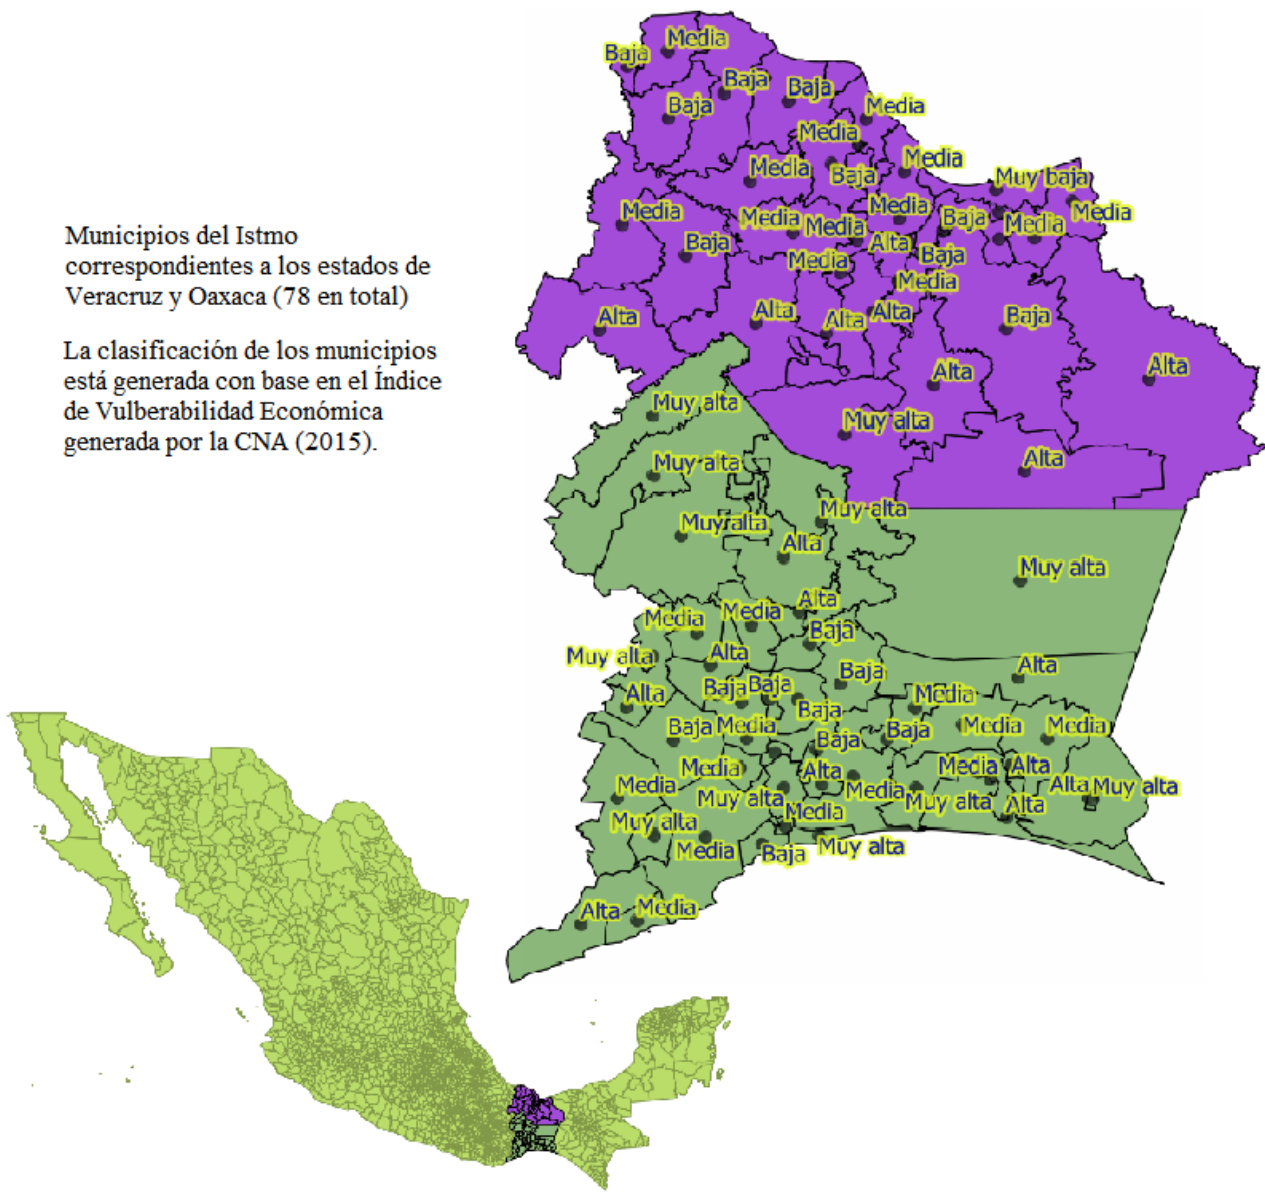 Municipios del Istmo
correspondientes a los estados de
Veracruz y Oaxaca (78 en total)
La clasificación de los municipios
está generada con base en el Índice
de Vulberabilidad Económica
generada por la CNA (2015).
Media
Baja
Baja
Baja
Baja
Media
Media
Media
Media
Baja
Muy baja
Media
Media
Media
Media
Media
Baja
Media
Baja
Alta
Baja
Media
Media
Alta
Alta
Alta
Alta
Baja
Alta
Alta
Muy alta
Muy alta
Alta
Muy alta
Muy alta
Muy alta
Alta
Muy alta
Alta
Media
Media
Baja
Muy alta
Alta
Baja
Alta
Alta
Baja
Baja
Media
Baja
Baja
Media
Baja
Baja
Media
Media
Media
Alta
Media
Alta
Media
Muy alta
Media
Muy alta
Alta
Muy alta
Media
Alta
Muy alta
Media
Baja
Muy alta
Alta
Media